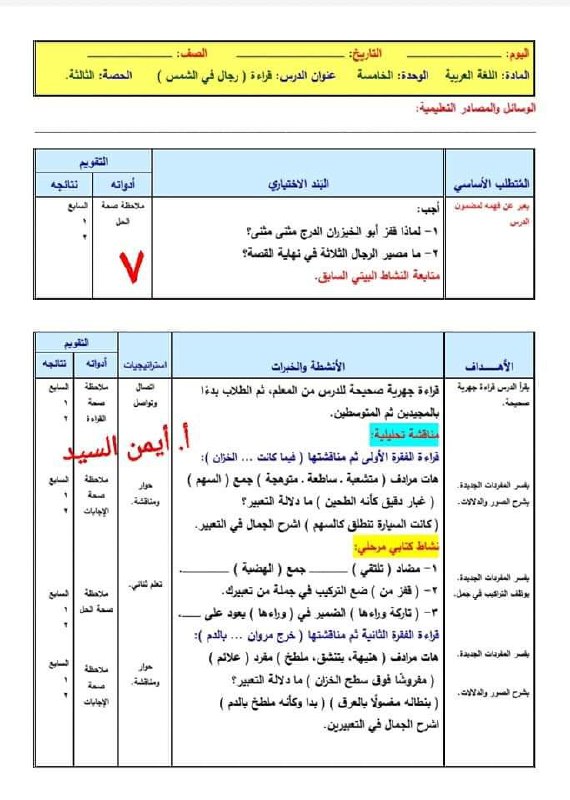 اليوم: ____________ التاريخ: ____________ الصف: ____________
المادة: اللغة العربية الوحدة: الخامسة عنوان الدرس: قراءة ( رجال في الشمس ) الحصة: الثالثة.
الوسائل والمصادر التعليمية:
المتطلب الأساسي البند الاختياري التقويم
أدواته نتائجه
يعبر عن فهمه لمضمون الدرس
أجب:
١- لماذا قفز أبو الخيزران الدرج مثنى مثنى؟
٢- ما مصير الرجال الثلاثة في نهاية القصة؟
متابعة النشاط البيتي السابق.
ملاحظة صحة
الحل
السابع
١
٢
٧
الأهـــداف الأنشطة والخبرات استراتيجيات التقويم
أدواته نتائجه
يقرأ الدرس قراءة جهرية
صحيحة.
قراءة جهرية صحيحة للدرس من المعلم، ثم الطلاب بدءًا
بالمجيدين ثم المتوسطين.
اتصال
وتواصل
ملاحظة
صحة
القراءة
السابع
١
٢
أ. أيمن السيد
مناقشة تحليلية:
قراءة الفقرة الأولى ثم مناقشتها ( فيما كانت ... الخزان ):
هات مرادف ( متشعبة ـ ساطعة ـ متوهجة ) جمع ( السهم )
( غبار دقيق كأنه الطحين ) ما دلالة التعبير؟
( كانت السيارة تنطلق كالسهم ) اشرح الجمال في التعبير.
يفسر المفردات الجديدة.
يشرح الصور والدلالات.
حوار
ومناقشة.
ملاحظة
صحة
الإجابات
السابع
١
٢
نشاط كتابي مرحلي:
١- مضاد ( تلتقي ) ________ جمع ( الهضبة ) ________.
٢- ( قفز من ) ضع التركيب في جملة من تعبيرك.
٣- ( تاركة وراءها ) الضمير في ( وراءها ) يعود على ____.
يفسر المفردات الجديدة.
يوظف التراكيب في جمل.
تعلم ثنائي.
ملاحظة
صحة الحل
السابع
١
٢
قراءة الفقرة الثانية ثم مناقشتها ( خرج مروان ... بالدم ):
هات مرادف ( هنيهة، يتنشق، ملطخ ) مفرد ( علائم )
( مفروشًا فوق سطح الخزان ) ما دلالة التعبير؟
( بنطاله مغسولًا بالعرق ) ( بدا وكأنه ملطخ بالدم )
اشرح الجمال في التعبيرين.
يفسر المفردات الجديدة.
يشرح الصور والدلالات.
حوار
ومناقشة.
ملاحظة
صحة
الإجابات
السابع
١
٢